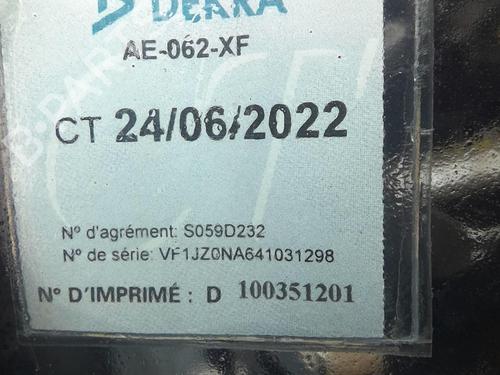 DEKRA
AE-062-XF
CT 24/06/2022
N° d'agrément: S059D232
N° de série: VF1JZ0NA641031298
N° D'IMPRIMÉ: D 100351201